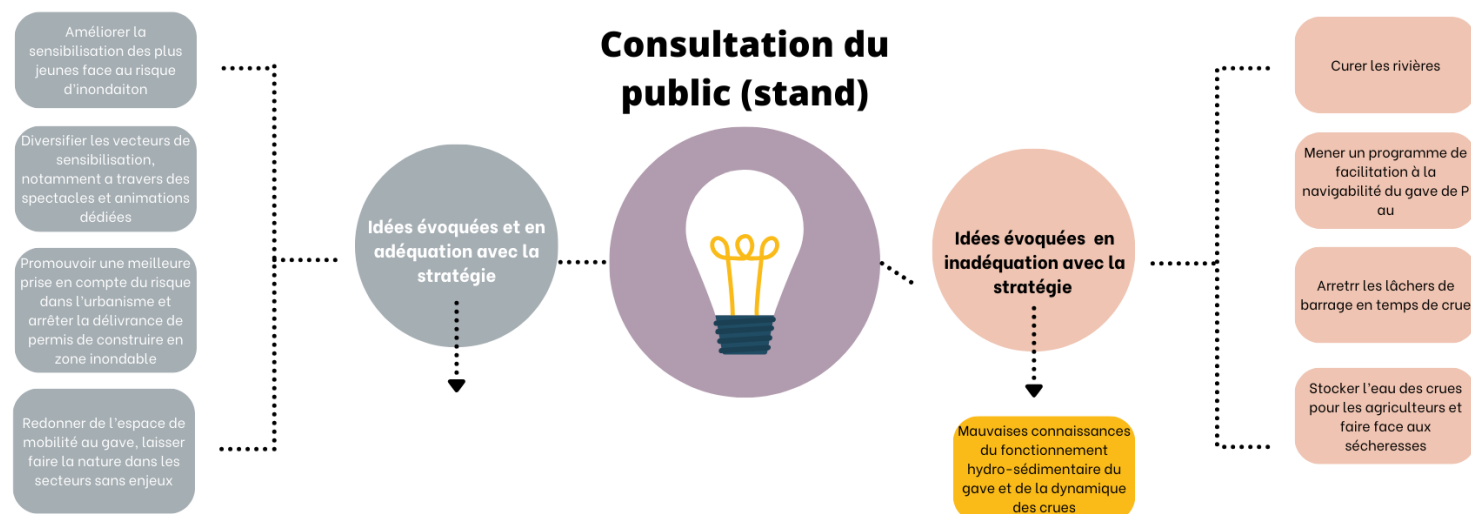 Consultation du
public (stand)
Améliorer la
sensibilisation des plus
jeunes face au risque
d'inondaiton
Diversifier les vecteurs de
sensibilisation,
notamment a travers des
spectacles et animations
dédiées
Promouvoir une meilleure
prise en compte du risque
dans l'urbanisme et
arrêter la délivrance de
permis de construire en
zone inondable
Redonner de l'espace de
mobilité au gave, laisser
faire la nature dans les
secteurs sans enjeux
Idées évoquées et en
adéquation avec la
stratégie
Idées évoquées en
inadéquation avec la
stratégie
Mauvaises connaissances
du fonctionnement
hydro-sédimentaire du
gave et de la dynamique
des crues
Curer les rivières
Mener un programme de
facilitation à la
navigabilité du gave de P
au
Arretrr les lâchers de
barrage en temps de crue
Stocker l'eau des crues
pour les agriculteurs et
faire face aux
sécheresses